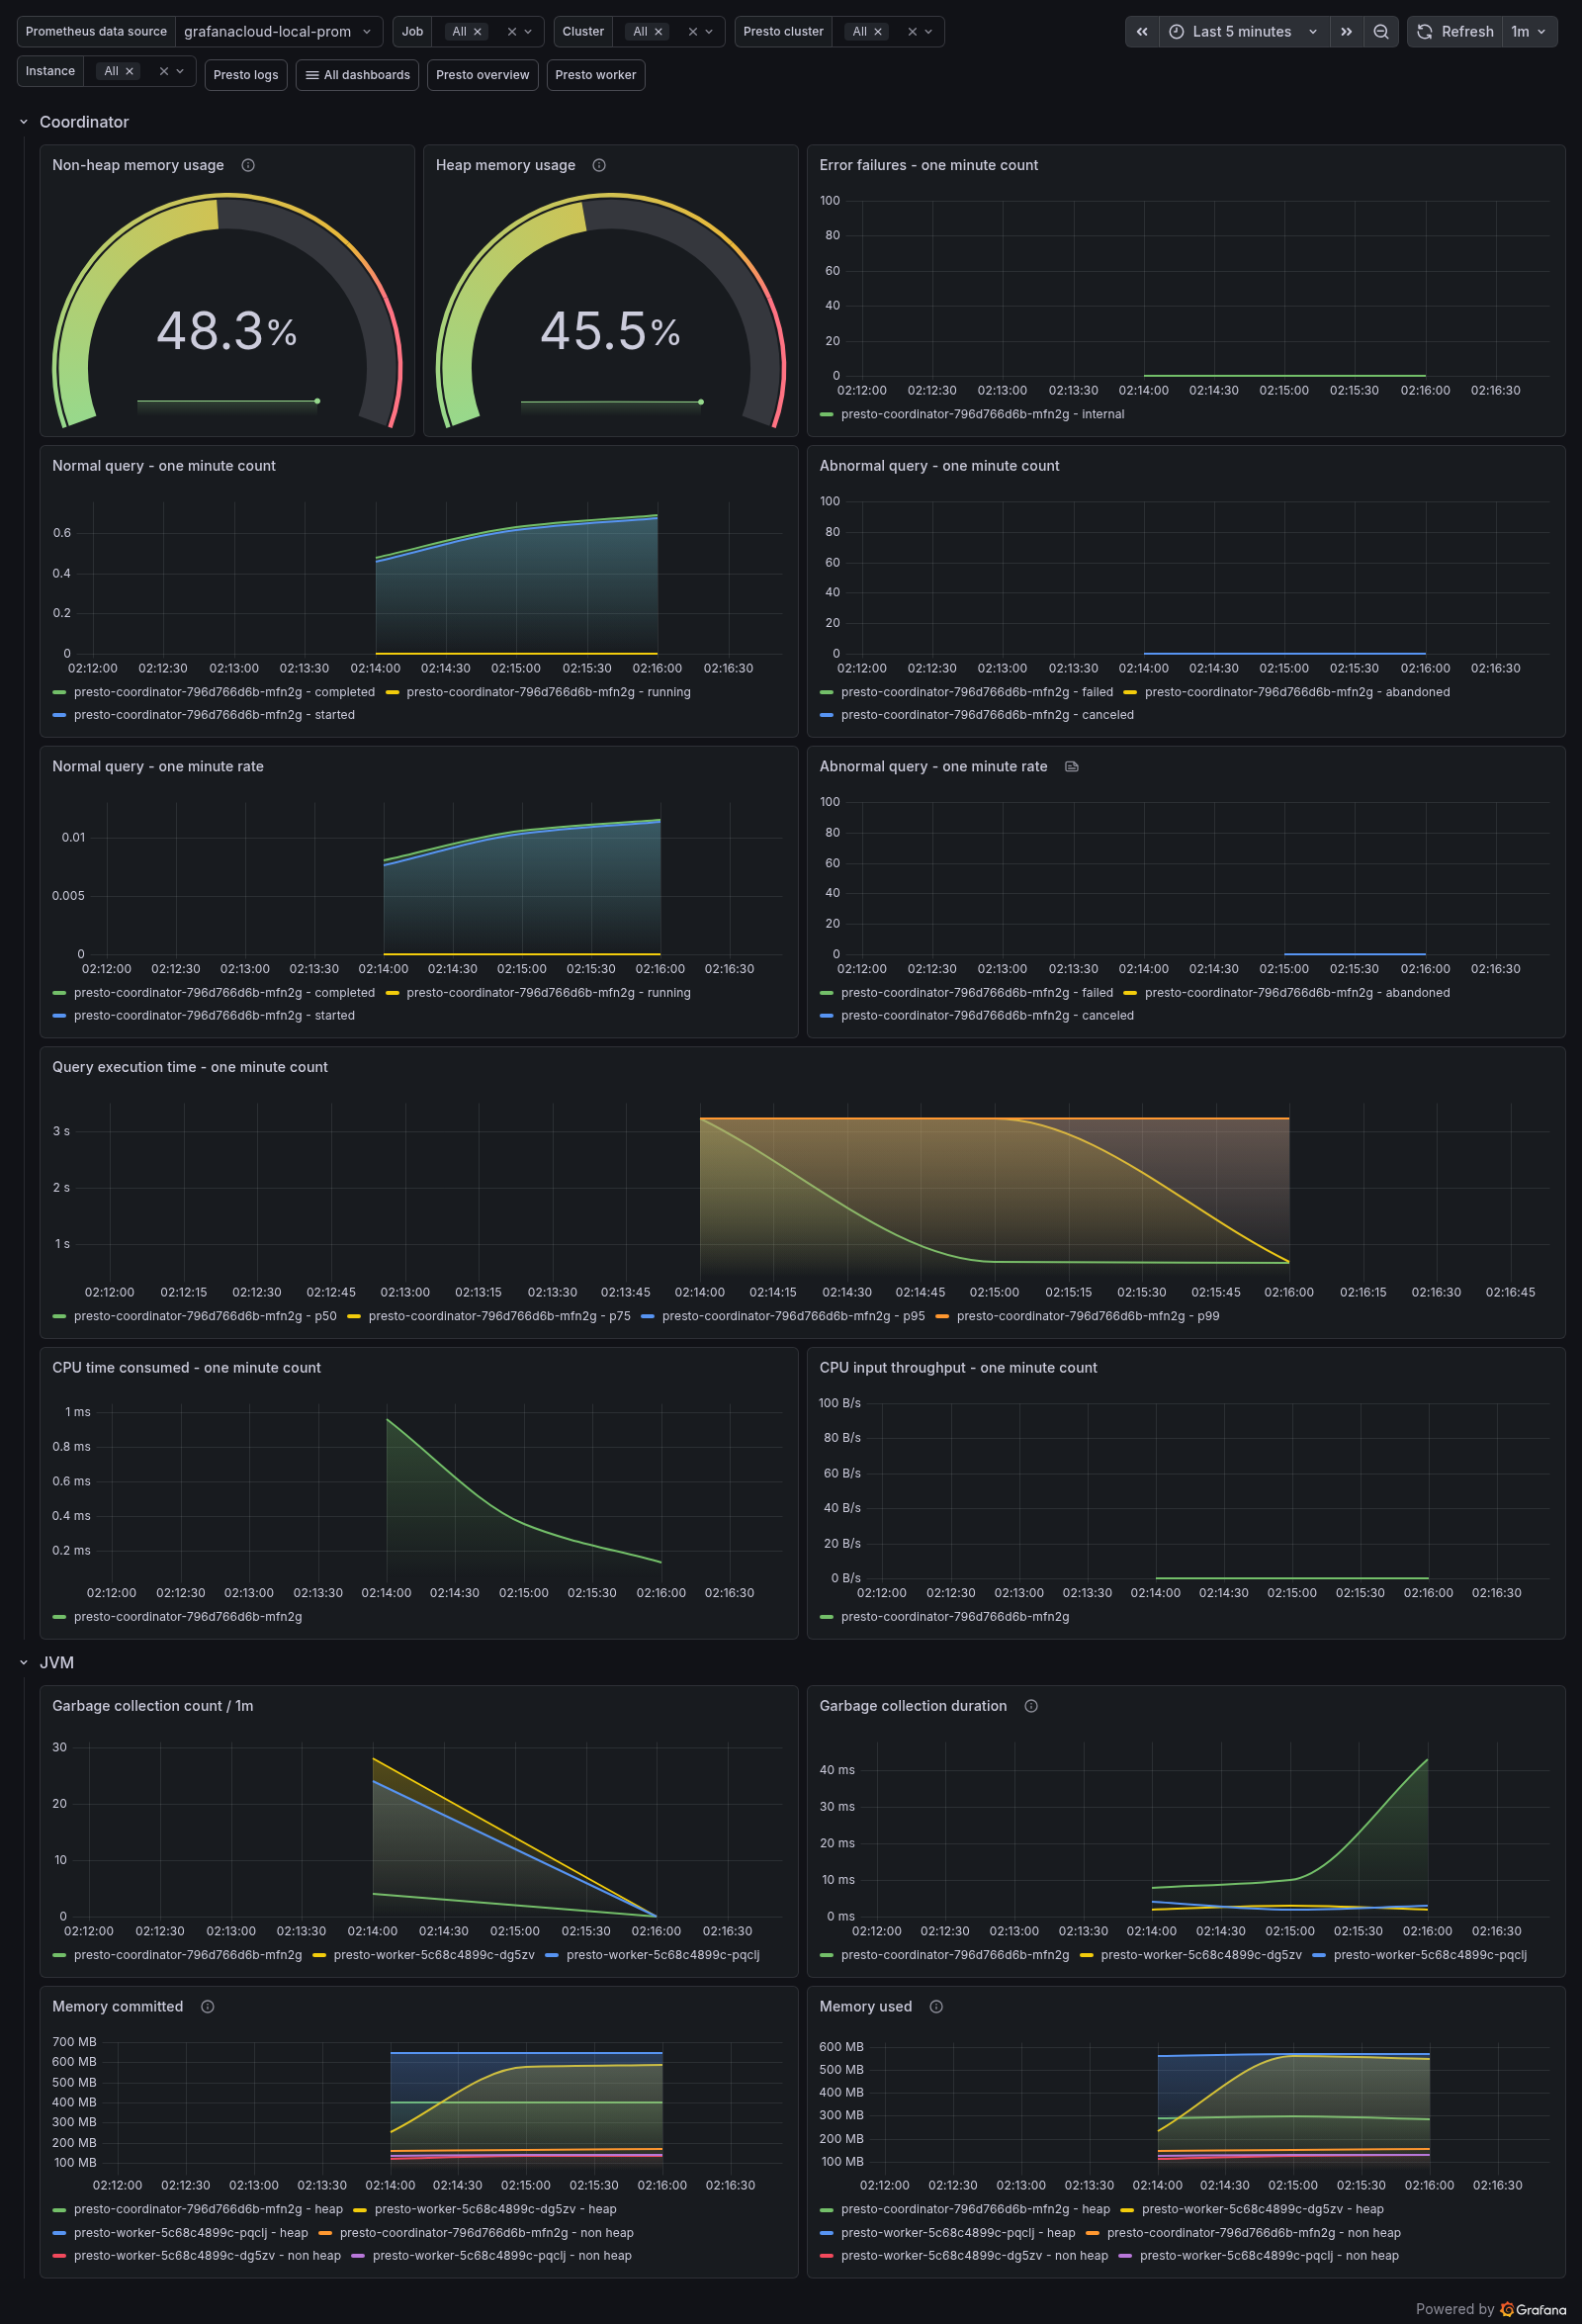 Prometheus data source grafanacloud-local-prom Job All Cluster All Presto cluster All Last 5 minutes Refresh 1m
Instance All Presto logs All dashboards Presto overview Presto worker
Coordinator
Non-heap memory usage
48.3%
Heap memory usage
45.5%
Error failures - one minute count
100
80
60
40
20
0
02:12:00 02:12:30 02:13:00 02:13:30 02:14:00 02:14:30 02:15:00 02:15:30 02:16:00 02:16:30
presto-coordinator-796d766d6b-mfn2g - internal
Normal query - one minute count
0.6
0.4
0.2
0
02:12:00 02:12:30 02:13:00 02:13:30 02:14:00 02:14:30 02:15:00 02:15:30 02:16:00 02:16:30
presto-coordinator-796d766d6b-mfn2g - completed presto-coordinator-796d766d6b-mfn2g - running
presto-coordinator-796d766d6b-mfn2g - started
Abnormal query - one minute count
100
80
60
40
20
0
02:12:00 02:12:30 02:13:00 02:13:30 02:14:00 02:14:30 02:15:00 02:15:30 02:16:00 02:16:30
presto-coordinator-796d766d6b-mfn2g - failed presto-coordinator-796d766d6b-mfn2g - abandoned
presto-coordinator-796d766d6b-mfn2g - canceled
Normal query - one minute rate
0.01
0.005
0
02:12:00 02:12:30 02:13:00 02:13:30 02:14:00 02:14:30 02:15:00 02:15:30 02:16:00 02:16:30
presto-coordinator-796d766d6b-mfn2g - completed presto-coordinator-796d766d6b-mfn2g - running
presto-coordinator-796d766d6b-mfn2g - started
Abnormal query - one minute rate
100
80
60
40
20
0
02:12:00 02:12:30 02:13:00 02:13:30 02:14:00 02:14:30 02:15:00 02:15:30 02:16:00 02:16:30
presto-coordinator-796d766d6b-mfn2g - failed presto-coordinator-796d766d6b-mfn2g - abandoned
presto-coordinator-796d766d6b-mfn2g - canceled
Query execution time - one minute count
3 s
2 s
1 s
02:12:00 02:12:15 02:12:30 02:12:45 02:13:00 02:13:15 02:13:30 02:13:45 02:14:00 02:14:15 02:14:30 02:14:45 02:15:00 02:15:15 02:15:30 02:15:45 02:16:00 02:16:15 02:16:30 02:16:45
presto-coordinator-796d766d6b-mfn2g - p50 presto-coordinator-796d766d6b-mfn2g - p75 presto-coordinator-796d766d6b-mfn2g - p95 presto-coordinator-796d766d6b-mfn2g - p99
CPU time consumed - one minute count
1 ms
0.8 ms
0.6 ms
0.4 ms
0.2 ms
02:12:00 02:12:30 02:13:00 02:13:30 02:14:00 02:14:30 02:15:00 02:15:30 02:16:00 02:16:30
presto-coordinator-796d766d6b-mfn2g
CPU input throughput - one minute count
100 B/s
80 B/s
60 B/s
40 B/s
20 B/s
0 B/s
02:12:00 02:12:30 02:13:00 02:13:30 02:14:00 02:14:30 02:15:00 02:15:30 02:16:00 02:16:30
presto-coordinator-796d766d6b-mfn2g
JVM
Garbage collection count / 1m
30
20
10
0
02:12:00 02:12:30 02:13:00 02:13:30 02:14:00 02:14:30 02:15:00 02:15:30 02:16:00 02:16:30
presto-coordinator-796d766d6b-mfn2g presto-worker-5c68c4899c-dg5zv presto-worker-5c68c4899c-pqclj
Garbage collection duration
40 ms
30 ms
20 ms
10 ms
0 ms
02:12:00 02:12:30 02:13:00 02:13:30 02:14:00 02:14:30 02:15:00 02:15:30 02:16:00 02:16:30
presto-coordinator-796d766d6b-mfn2g presto-worker-5c68c4899c-dg5zv presto-worker-5c68c4899c-pqclj
Memory committed
700 MB
600 MB
500 MB
400 MB
300 MB
200 MB
100 MB
02:12:00 02:12:30 02:13:00 02:13:30 02:14:00 02:14:30 02:15:00 02:15:30 02:16:00 02:16:30
presto-coordinator-796d766d6b-mfn2g - heap presto-worker-5c68c4899c-dg5zv - heap
presto-worker-5c68c4899c-pqclj - heap presto-coordinator-796d766d6b-mfn2g - non heap
presto-worker-5c68c4899c-dg5zv - non heap presto-worker-5c68c4899c-pqclj - non heap
Memory used
600 MB
500 MB
400 MB
300 MB
200 MB
100 MB
02:12:00 02:12:30 02:13:00 02:13:30 02:14:00 02:14:30 02:15:00 02:15:30 02:16:00 02:16:30
presto-coordinator-796d766d6b-mfn2g - heap presto-worker-5c68c4899c-dg5zv - heap
presto-worker-5c68c4899c-pqclj - heap presto-coordinator-796d766d6b-mfn2g - non heap
presto-worker-5c68c4899c-dg5zv - non heap presto-worker-5c68c4899c-pqclj - non heap
Powered by Grafana